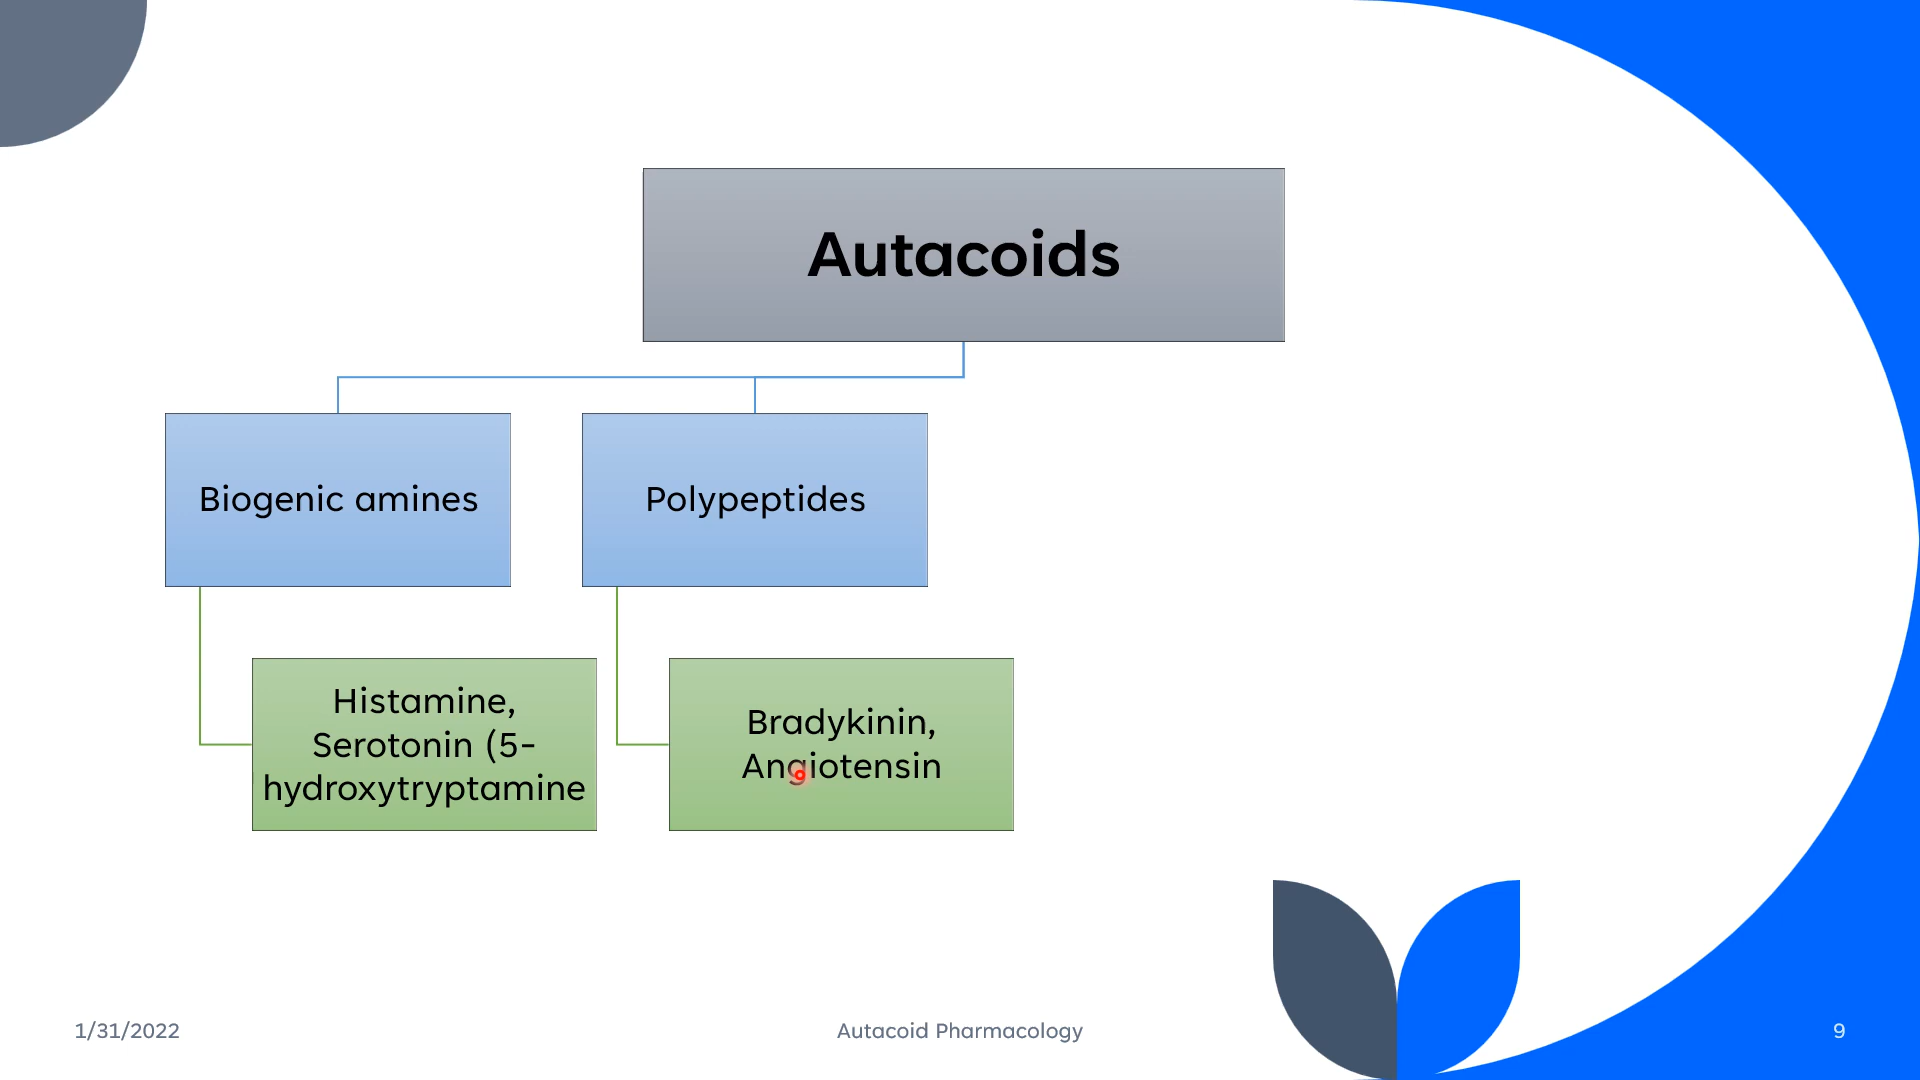 Autacoids
Biogenic amines
Polypeptides
Histamine,
Serotonin (5-
hydroxytryptamine
Bradykinin,
Angiotensin
1/31/2022
Autacoid Pharmacology
9